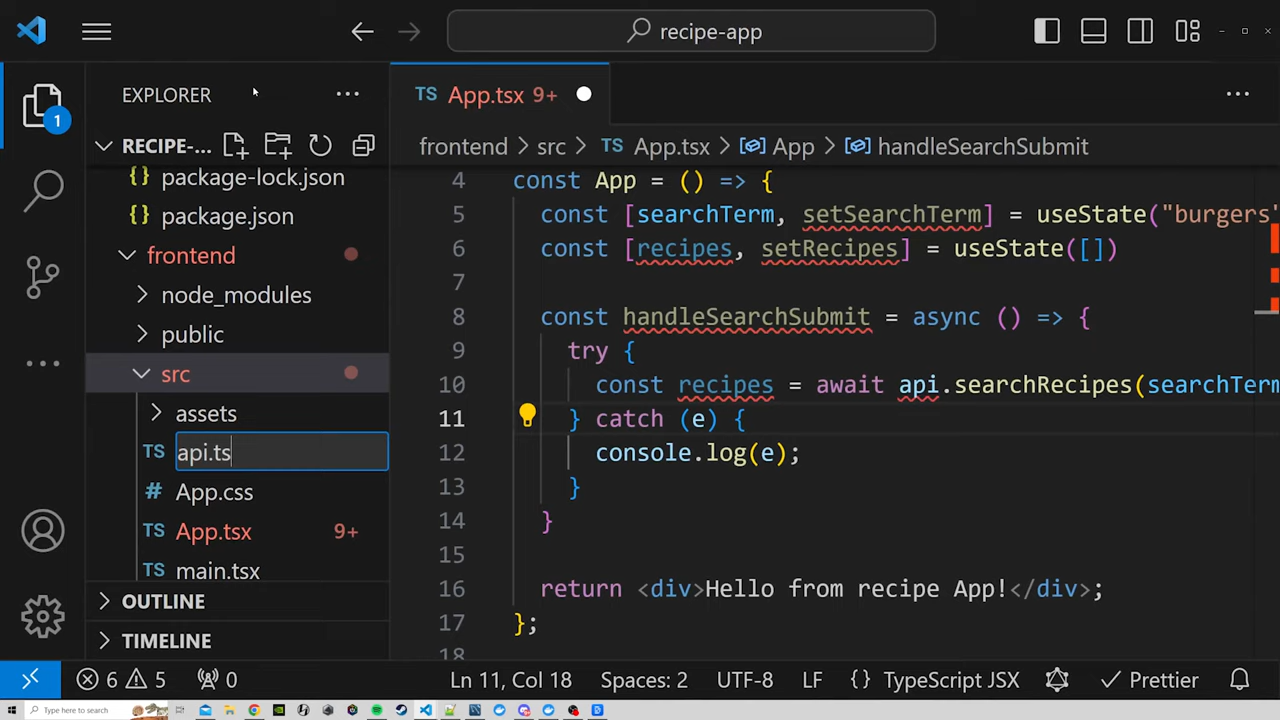 recipe-app
EXPLORER
TS App.tsx 9+
1
RECIPE-...
frontend > src > TS App.tsx > App > handleSearchSubmit
{} package-lock.json
{} package.json
frontend
node_modules
public
src
assets
TS api.ts
# App.css
TS App.tsx 9+
TS main.tsx
OUTLINE
TIMELINE
4 const App = () => {
5 const [searchTerm, setSearchTerm] = useState("burgers"
6 const [recipes, setRecipes] = useState([])
7
8 const handleSearchSubmit = async () => {
9 try {
10 const recipes = await api.searchRecipes(searchTerm
11 } catch (e) {
12 console.log(e);
13 }
14 }
15
16 return <div>Hello from recipe App!</div>;
17 };
18
6 5 0 Ln 11, Col 18 Spaces: 2 UTF-8 LF {} TypeScript JSX Prettier
Type here to search